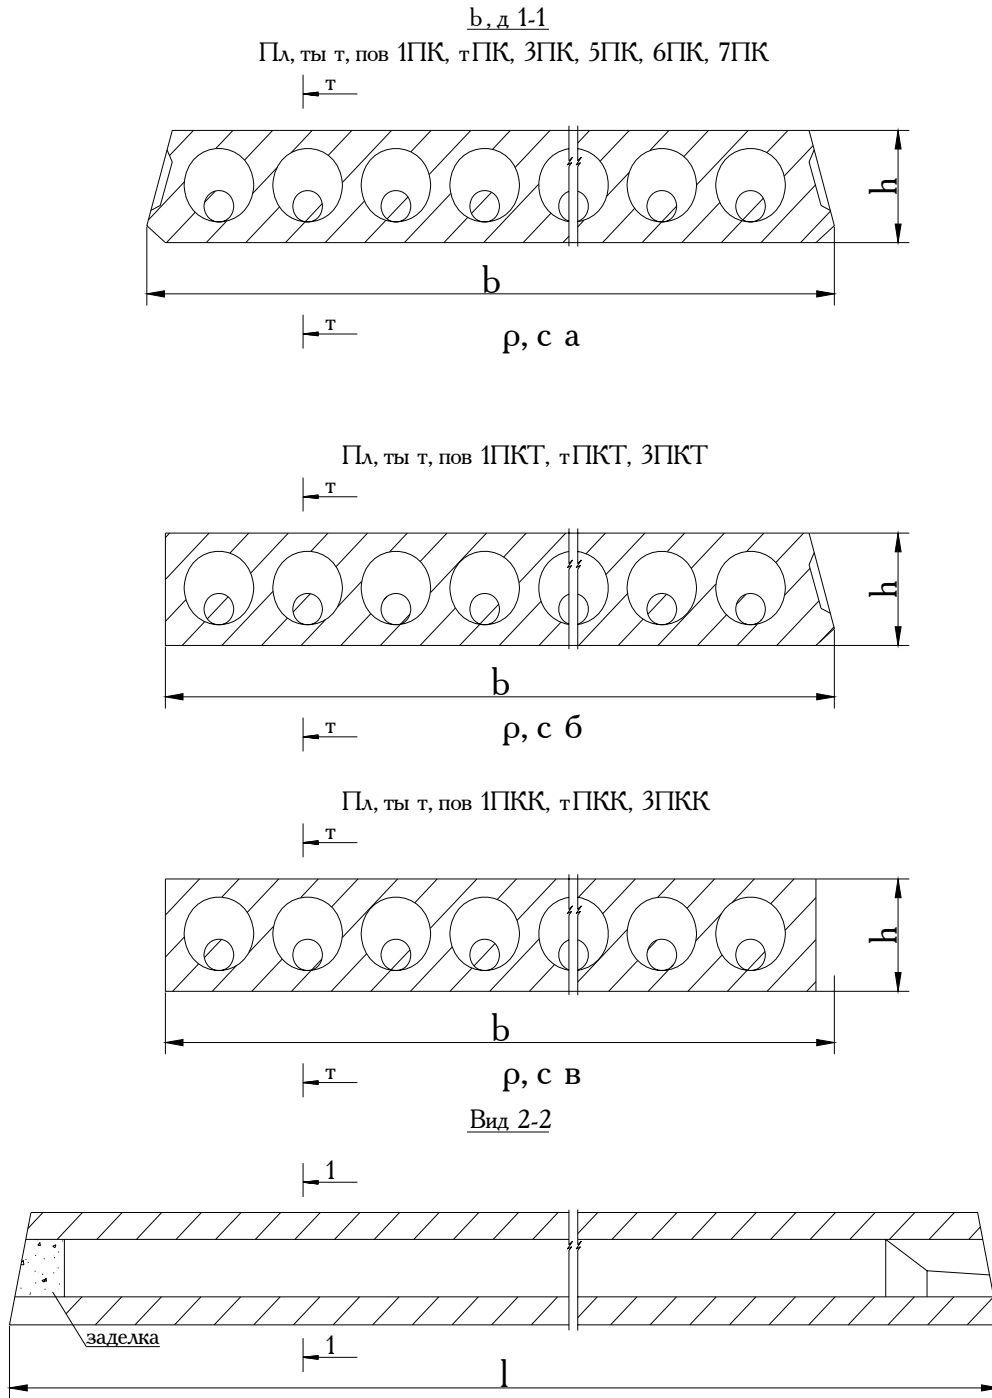 b, д 1-1
Пл, ты т, пов 1ПК, тПК, 3ПК, 5ПК, 6ПК, 7ПК
т
h
b
т
ρ, с а
Пл, ты т, пов 1ПКТ, тПКТ, 3ПКТ
т
h
b
т
ρ, с б
Пл, ты т, пов 1ПКК, тПКК, 3ПКК
т
h
b
т
ρ, с в
Вид 2-2
1
заделка
1
l